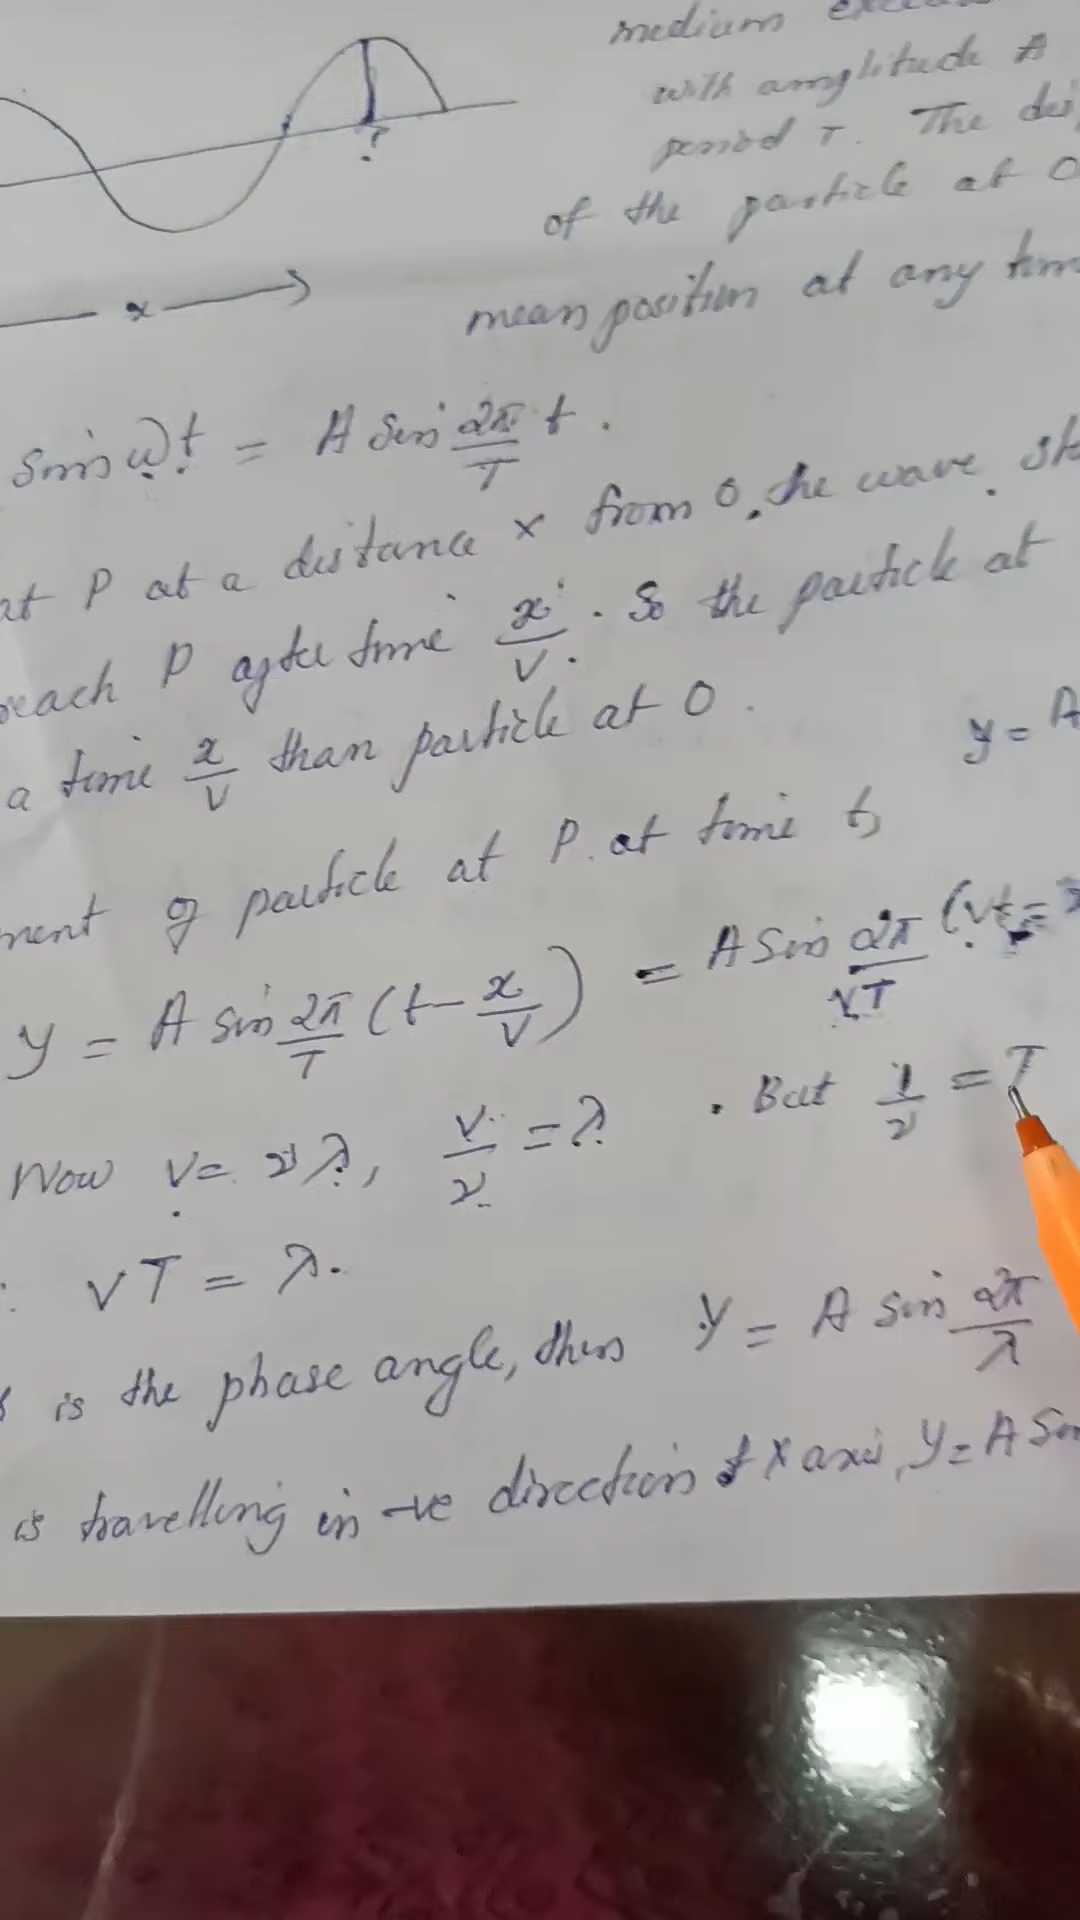 medium
with amplitude A
period T. The
of the particle at O
mean position at any
P
x
sin ωt = A sin 2π/T t.
at P at a distance x from O, the wave
reach P after time x/v. So the particle at
a time x/v than particle at O.
y = A
ment of particle at P. at time t,
y = A sin 2π/T (t - x/v) = A sin 2π/vT (vt -
Now v = νλ, v/ν = λ. But 1/ν = T
vT = λ.
is the phase angle, then y = A sin 2π/λ
is travelling in -ve direction of X axis, y = A sin